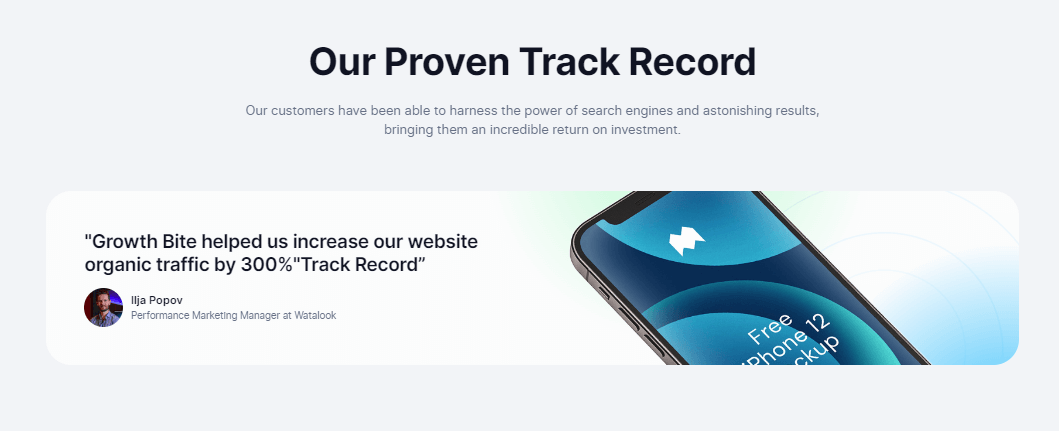 Our Proven Track Record
Our customers have been able to harness the power of search engines and astonishing results,
bringing them an incredible return on investment.
"Growth Bite helped us increase our website
organic traffic by 300%"Track Record”
Ilja Popov
Performance Marketing Manager at Watalook
Free
iPhone 12
ockup